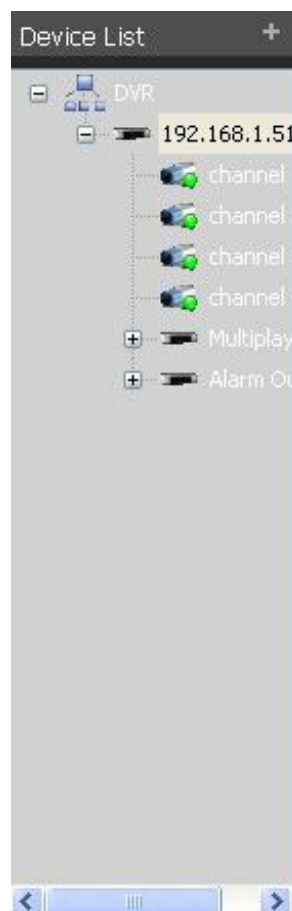 Device List +
DVR
192.168.1.51
channel
channel
channel
channel
Multiplay
Alarm Ou